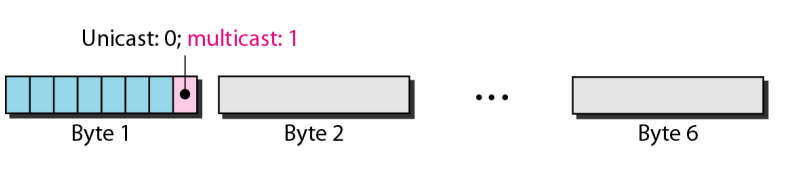 Unicast: 0; multicast: 1
Byte 1
Byte 2
...
Byte 6